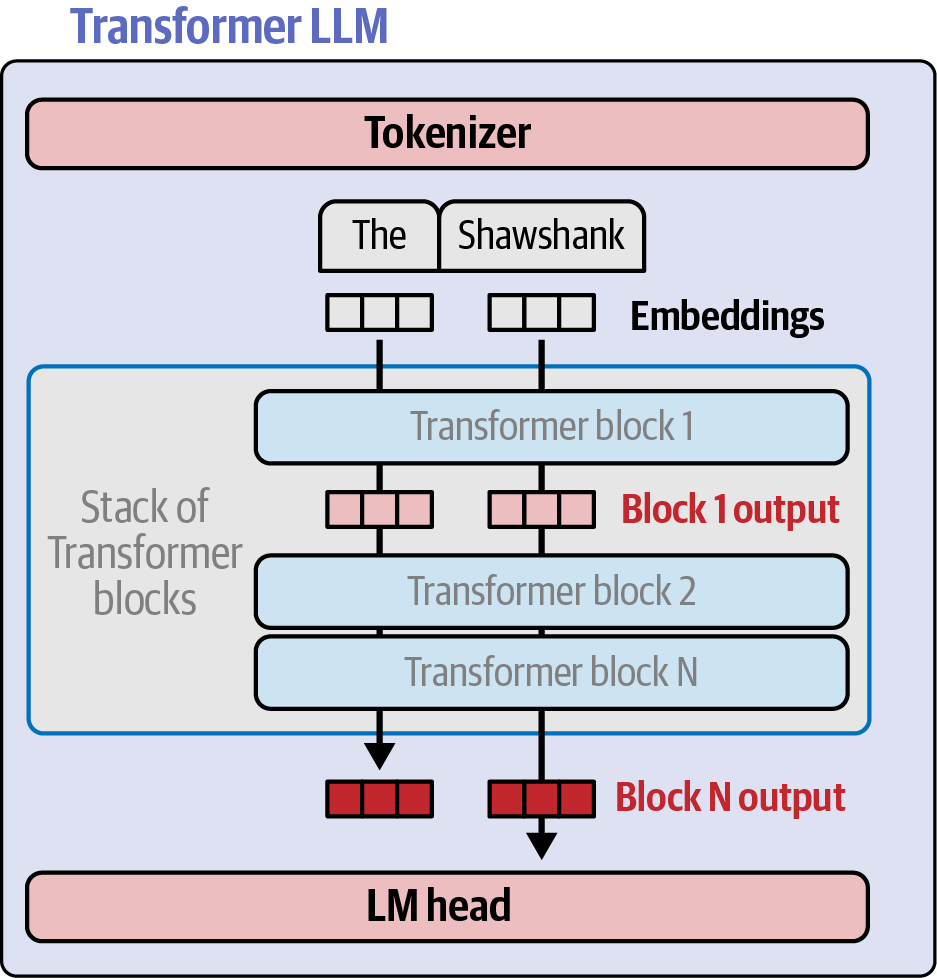 Transformer LLM
Tokenizer
The
Shawshank
Embeddings
Transformer block 1
Stack of
Transformer
blocks
Block 1 output
Transformer block 2
Transformer block N
Block N output
LM head